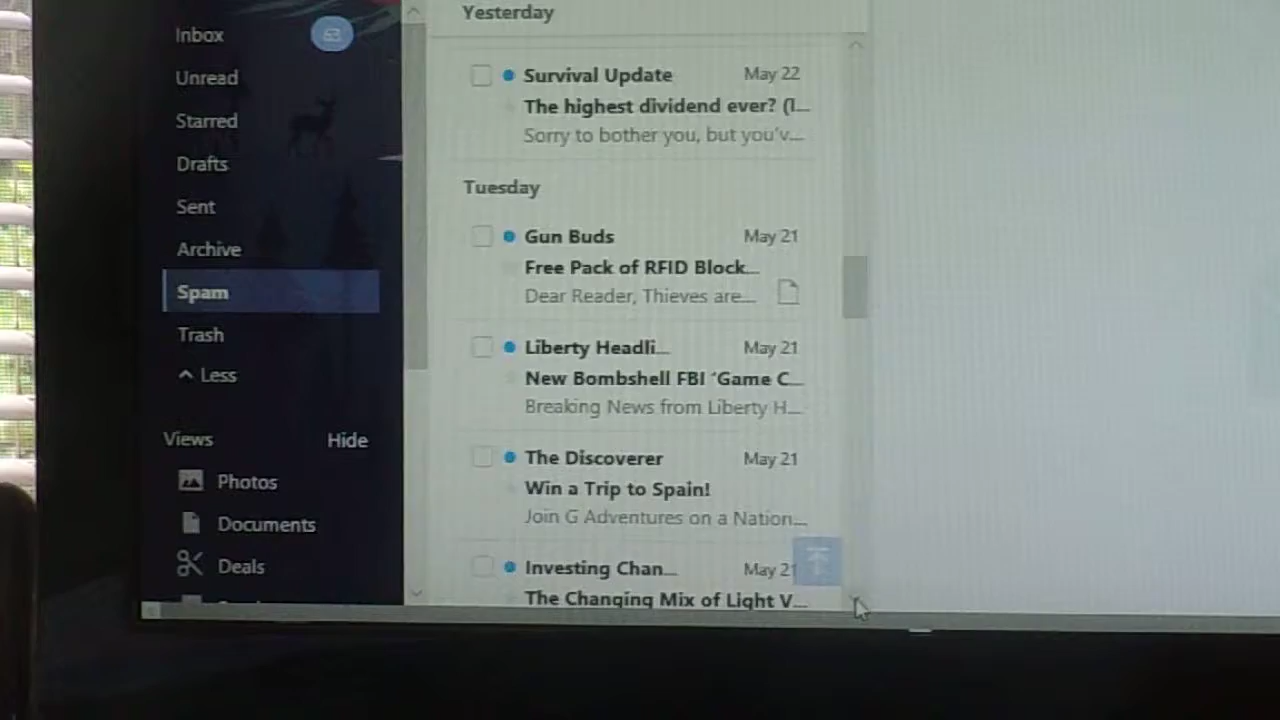 Inbox 63
Unread
Starred
Drafts
Sent
Archive
Spam
Trash
Less
Views Hide
Photos
Documents
Deals
Yesterday
Survival Update May 22
The highest dividend ever? (I...
Sorry to bother you, but you'v...
Tuesday
Gun Buds May 21
Free Pack of RFID Block...
Dear Reader, Thieves are...
Liberty Headli... May 21
New Bombshell FBI 'Game C...
Breaking News from Liberty H...
The Discoverer May 21
Win a Trip to Spain!
Join G Adventures on a Nation...
Investing Chan... May 21
The Changing Mix of Light V...